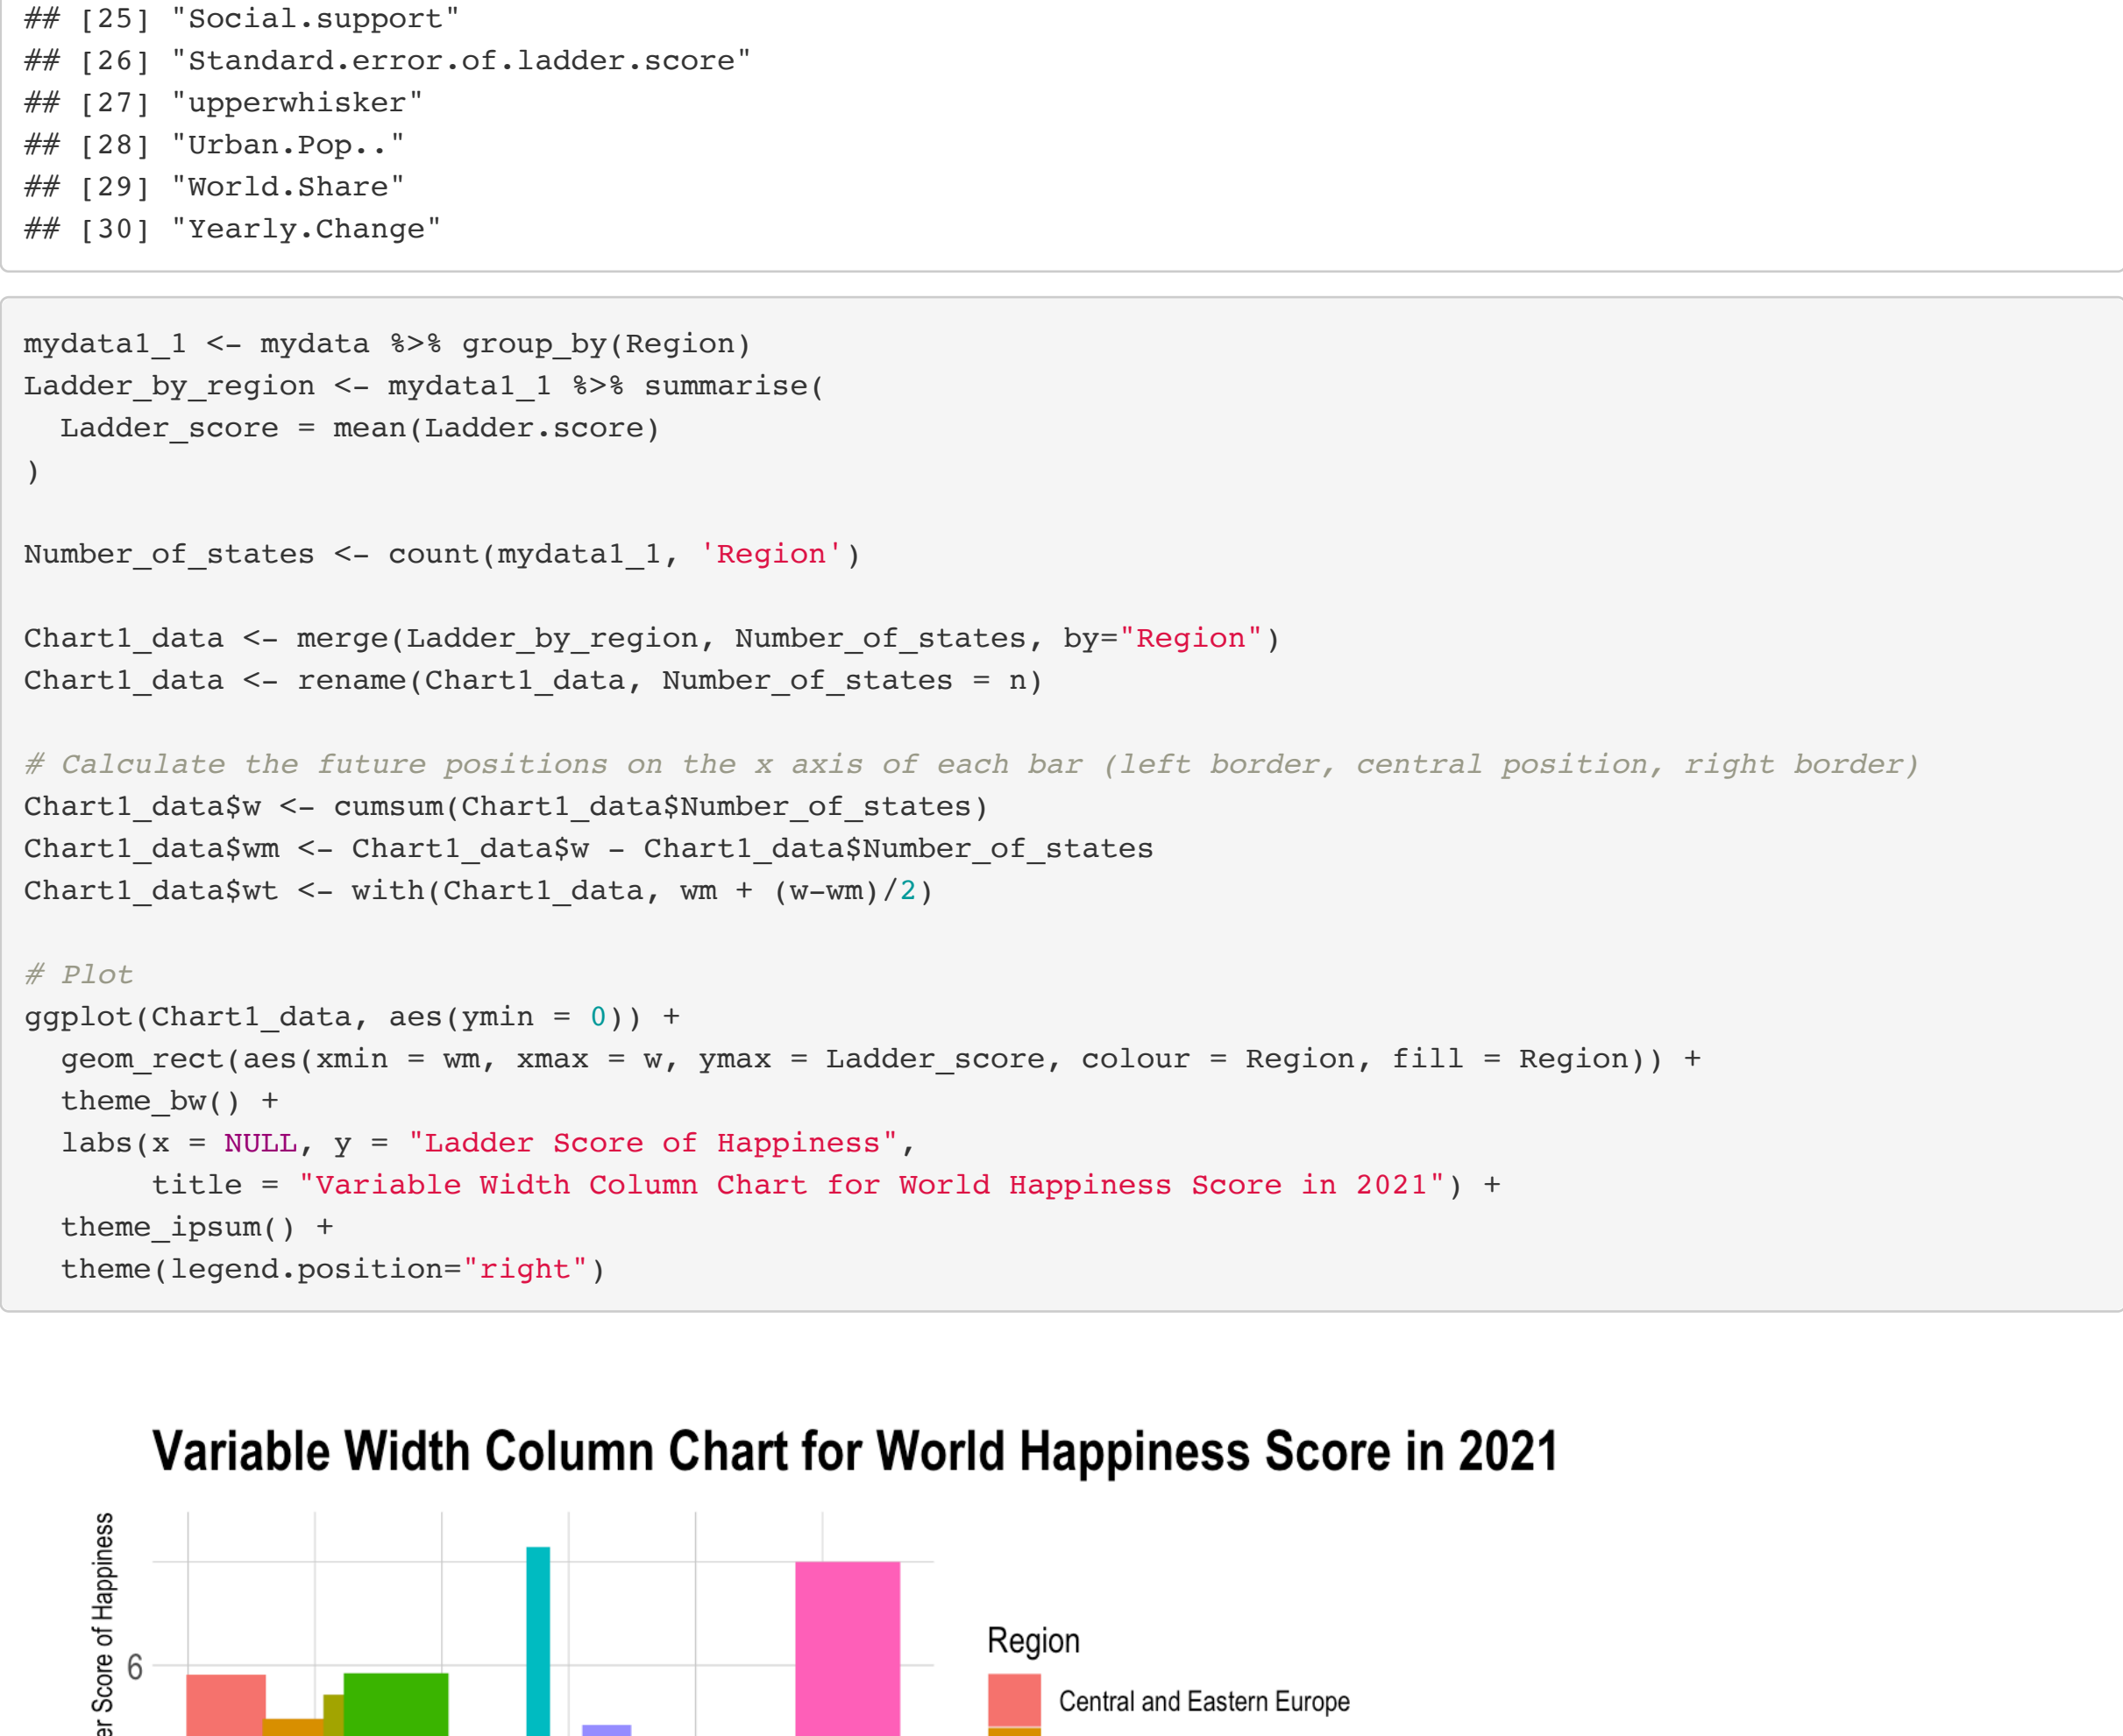 ## [25] "Social.support"
## [26] "Standard.error.of.ladder.score"
## [27] "upperwhisker"
## [28] "Urban.Pop.."
## [29] "World.Share"
## [30] "Yearly.Change"
mydata1_1 <- mydata %>% group_by(Region)
Ladder_by_region <- mydata1_1 %>% summarise(
  Ladder_score = mean(Ladder.score)
)
Number_of_states <- count(mydata1_1, 'Region')
Chart1_data <- merge(Ladder_by_region, Number_of_states, by="Region")
Chart1_data <- rename(Chart1_data, Number_of_states = n)
# Calculate the future positions on the x axis of each bar (left border, central position, right border)
Chart1_data$w <- cumsum(Chart1_data$Number_of_states)
Chart1_data$wm <- Chart1_data$w - Chart1_data$Number_of_states
Chart1_data$wt <- with(Chart1_data, wm + (w-wm)/2)
# Plot
ggplot(Chart1_data, aes(ymin = 0)) +
  geom_rect(aes(xmin = wm, xmax = w, ymax = Ladder_score, colour = Region, fill = Region)) +
  theme_bw() +
  labs(x = NULL, y = "Ladder Score of Happiness",
       title = "Variable Width Column Chart for World Happiness Score in 2021") +
  theme_ipsum() +
  theme(legend.position="right")
Variable Width Column Chart for World Happiness Score in 2021
er Score of Happiness
6
Region
Central and Eastern Europe